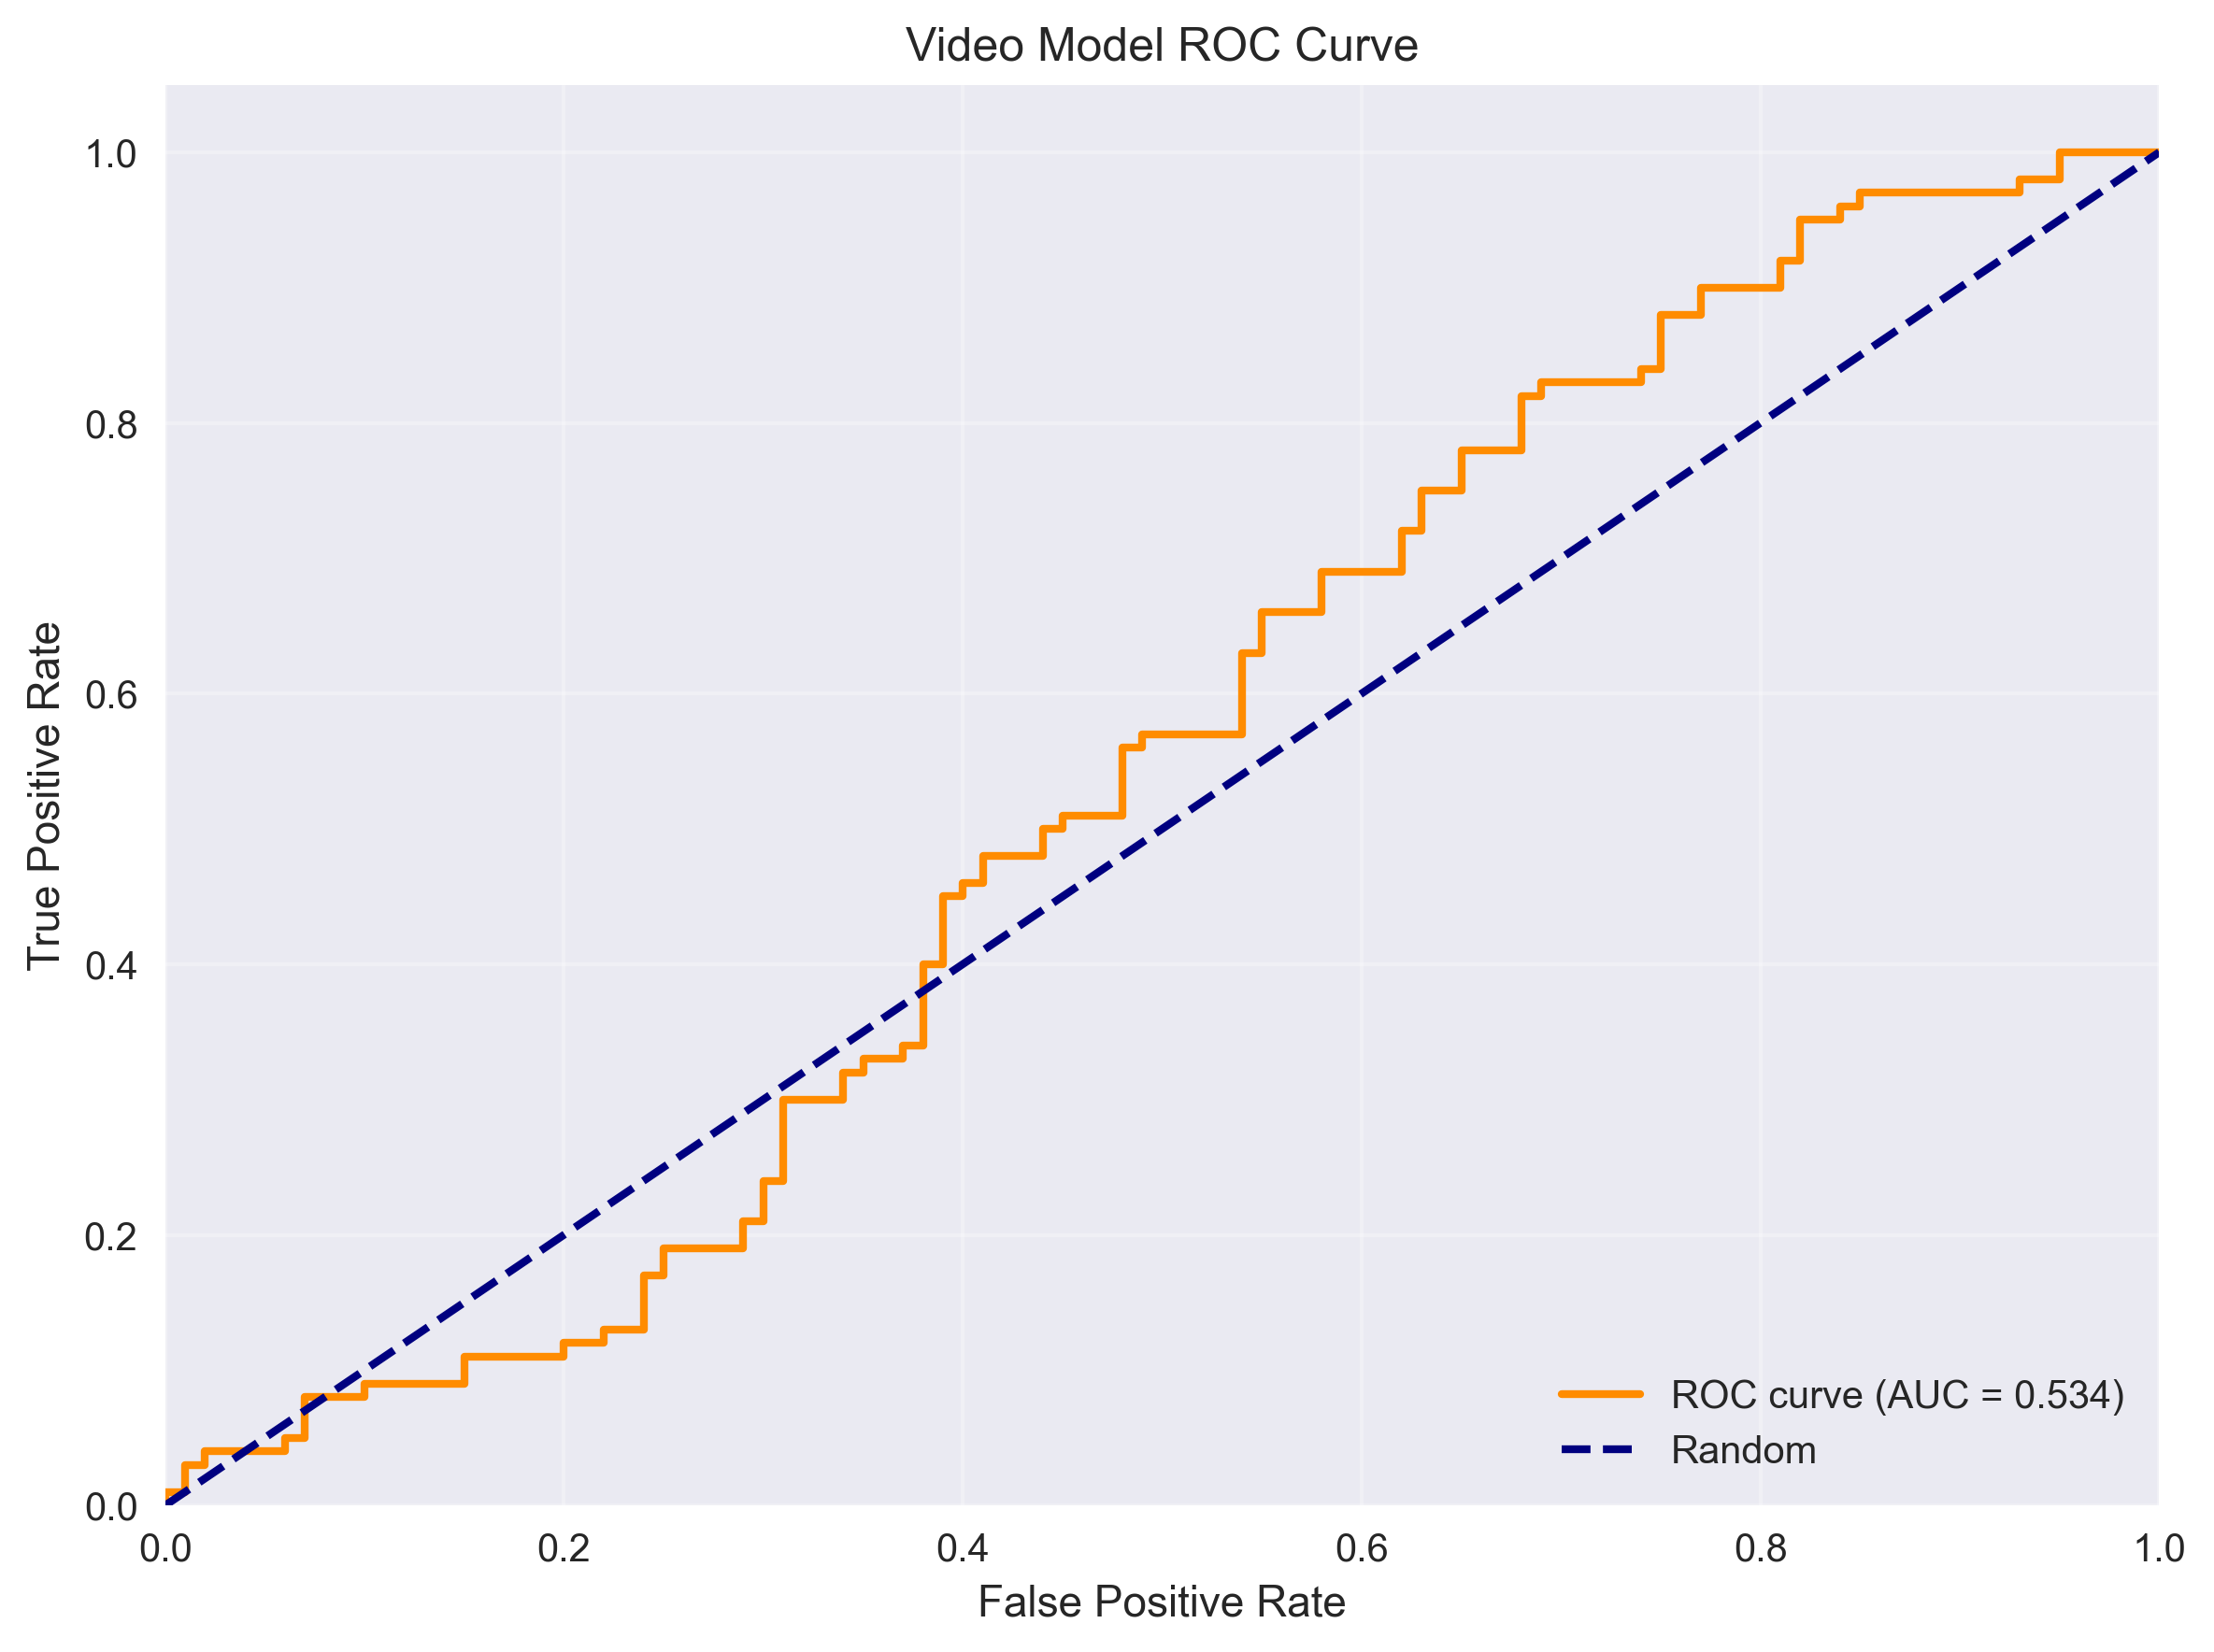 Video Model ROC Curve
True Positive Rate
1.0
0.8
0.6
0.4
0.2
0.0
0.0 0.2 0.4 0.6 0.8 1.0
False Positive Rate
ROC curve (AUC = 0.534)
Random